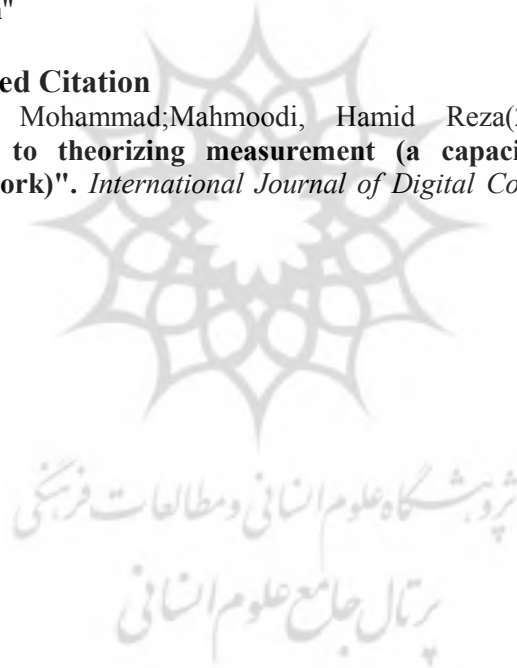 n"
ed Citation
Mohammad;Mahmoodi, Hamid Reza(
to theorizing measurement (a capaci
ork)". International Journal of Digital Co
پژوهشگاه علوم انسانی و مطالعات فرهنگی
پرتال جامع علوم انسانی